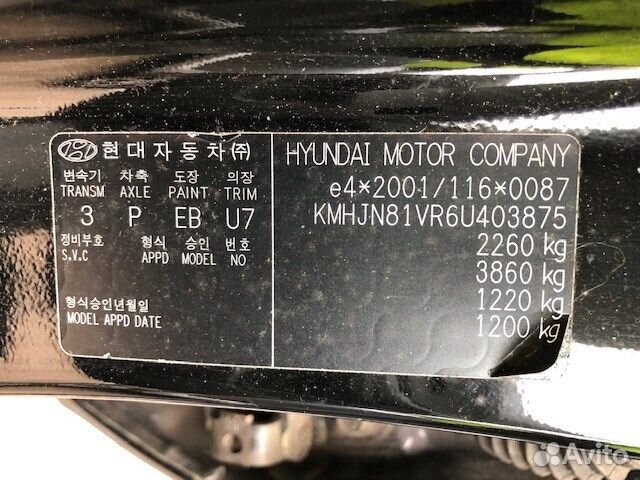 현대자동차㈜
변속기 차축 도장 의장
TRANSM AXLE PAINT TRIM
3 P EB U7
정비부호 형식 승인 번호
S.V.C APPD MODEL NO
형식승인년월일
MODEL APPD DATE
HYUNDAI MOTOR COMPANY
e4*2001/116*0087
KMHJN81VR6U403875
2260 kg
3860 kg
1220 kg
1200 kg
Avito